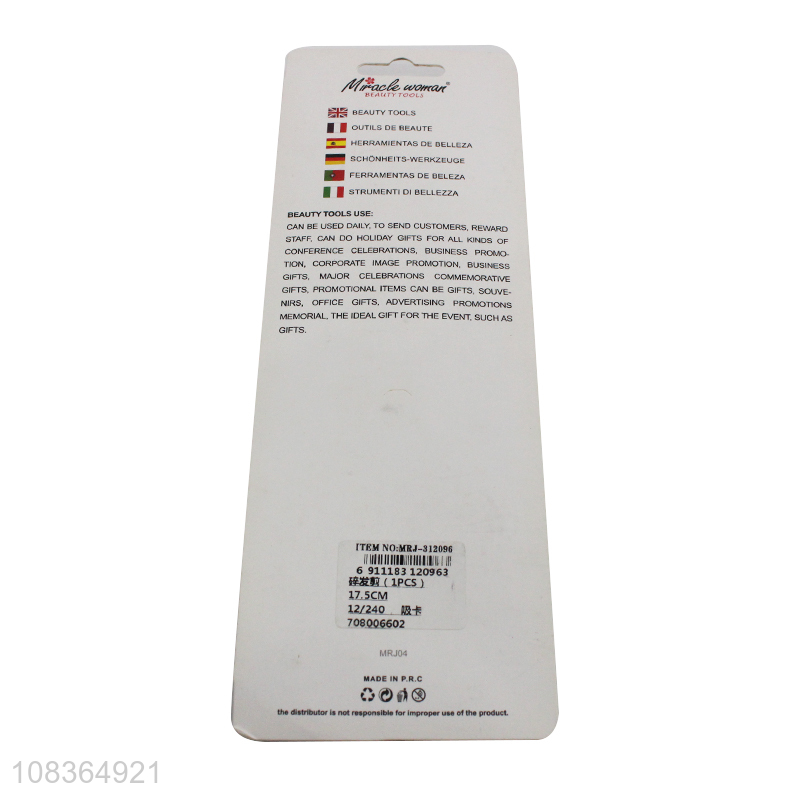 Miracle woman®
BEAUTY TOOLS
BEAUTY TOOLS
OUTILS DE BEAUTE
HERRAMIENTAS DE BELLEZA
SCHÖNHEITS-WERKZEUGE
FERRAMENTAS DE BELEZA
STRUMENTI DI BELLEZZA
BEAUTY TOOLS USE:
CAN BE USED DAILY, TO SEND CUSTOMERS, REWARD
STAFF, CAN DO HOLIDAY GIFTS FOR ALL KINDS OF
CONFERENCE CELEBRATIONS, BUSINESS PROMO-
TION, CORPORATE IMAGE PROMOTION, BUSINESS
GIFTS, MAJOR CELEBRATIONS COMMEMORATIVE
GIFTS, PROMOTIONAL ITEMS CAN BE GIFTS, SOUVE-
NIRS, OFFICE GIFTS, ADVERTISING PROMOTIONS
MEMORIAL, THE IDEAL GIFT FOR THE EVENT, SUCH AS
GIFTS.
ITEM NO:MRJ-312096
6 911183 120963
碎发剪(1PCS)
17.5CM
12/240 吸卡
708006602
MRJ04
MADE IN P.R.C
the distributor is not responsible for improper use of the product.
108364921